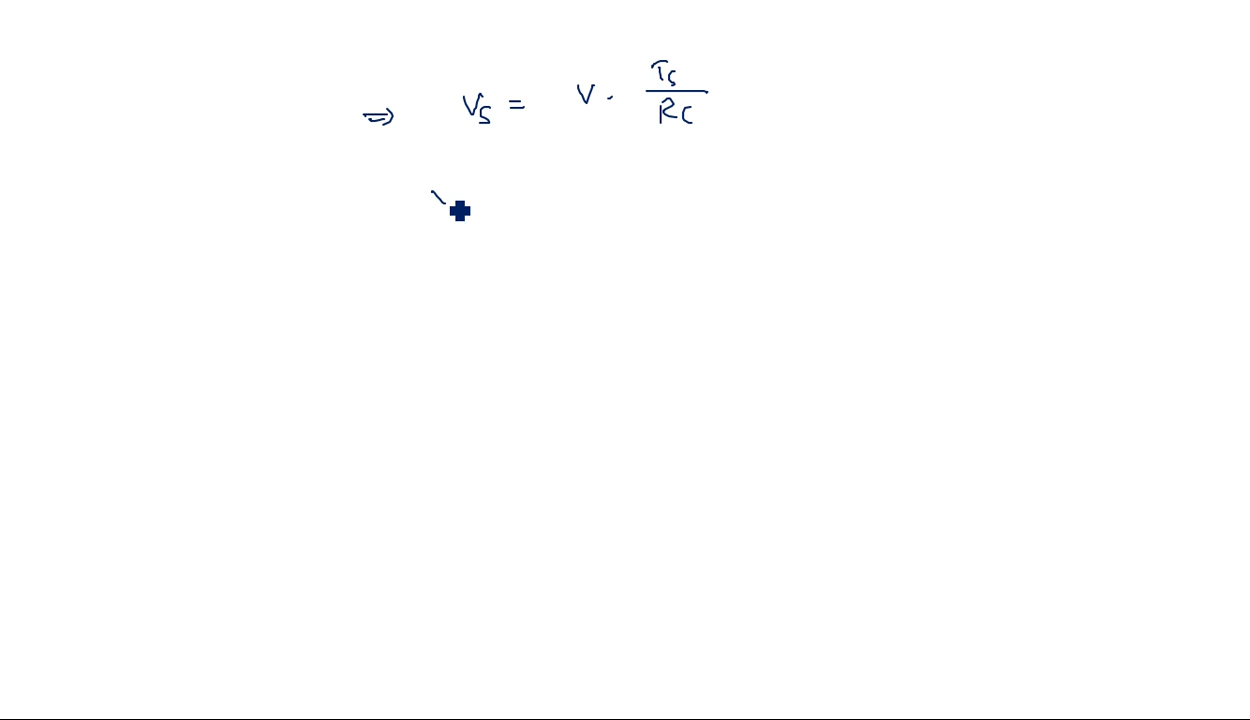 ⇒ V_S = V · T_S / RC